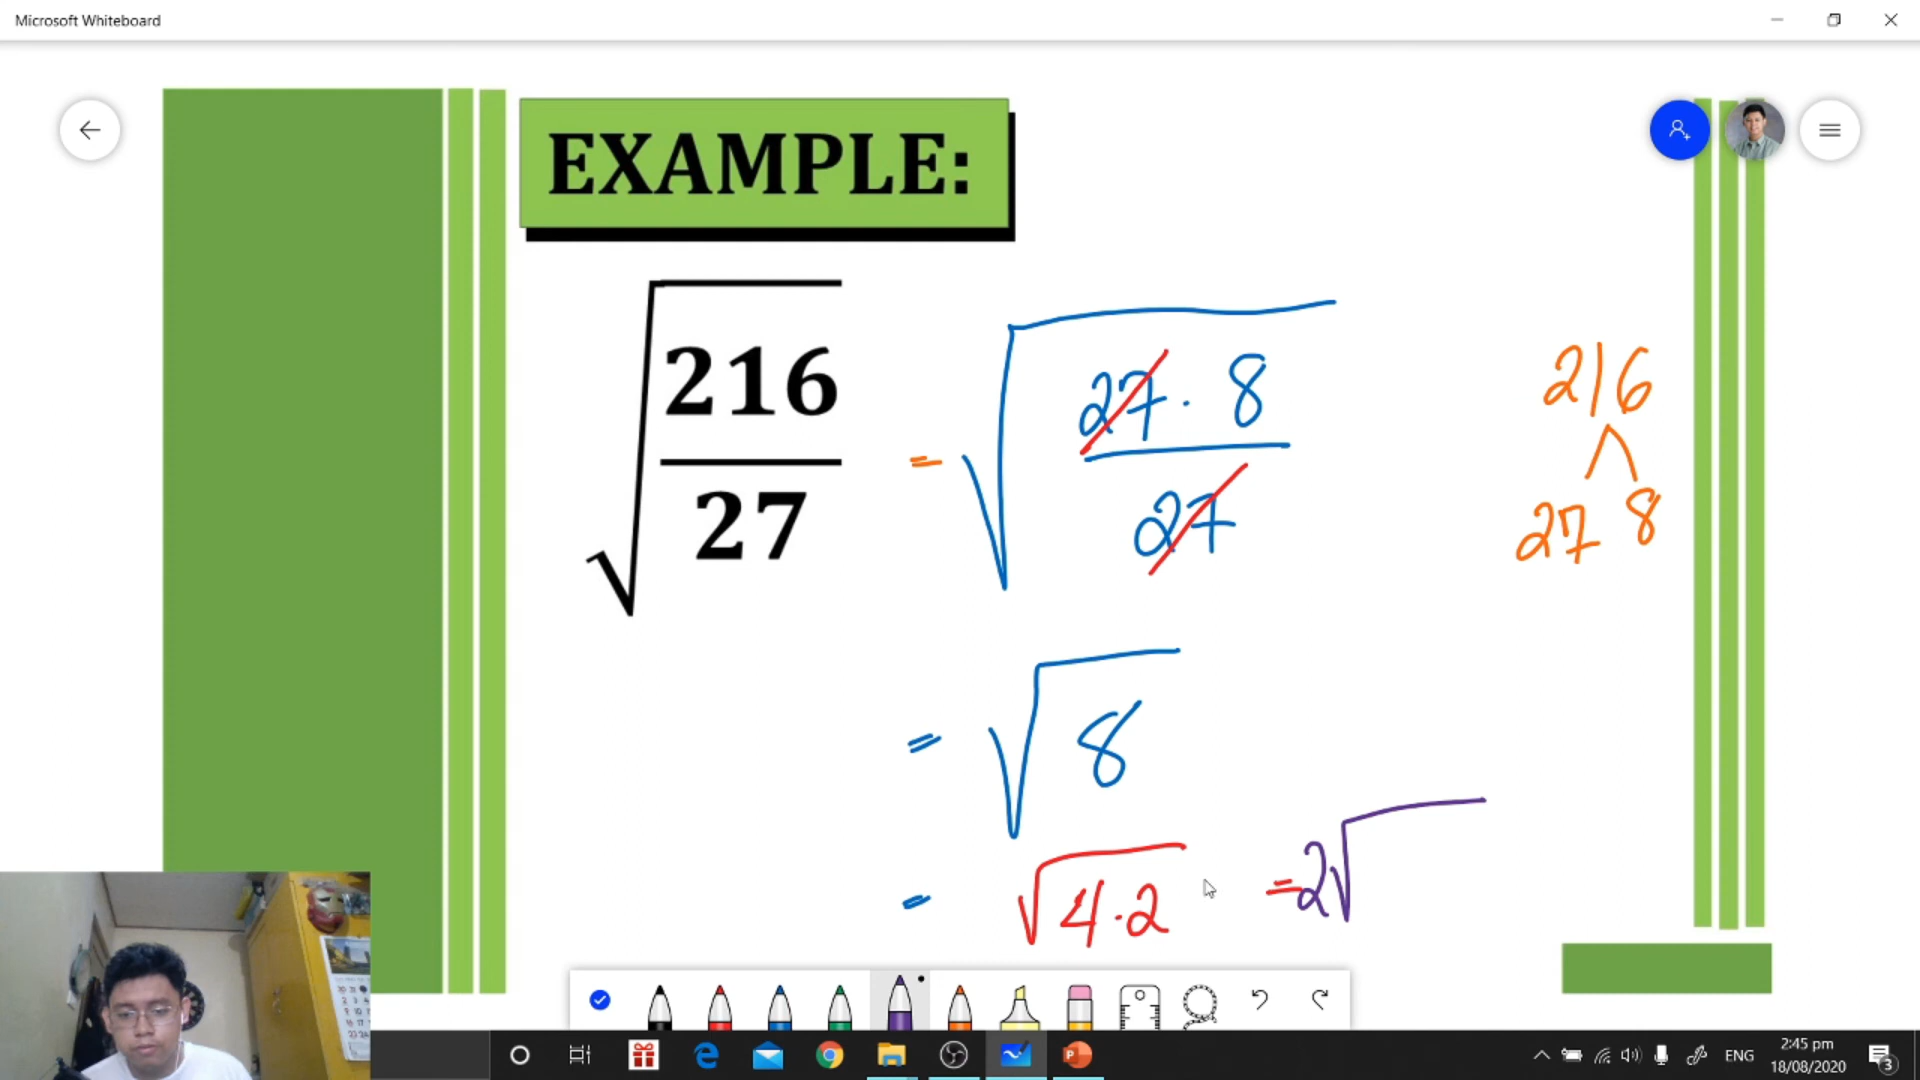 Microsoft Whiteboard
EXAMPLE:
√216/27 = √27 · 8/27
216
27 8
= √8
= √4·2 = 2√
ENG
2:45 pm
18/08/2020
3